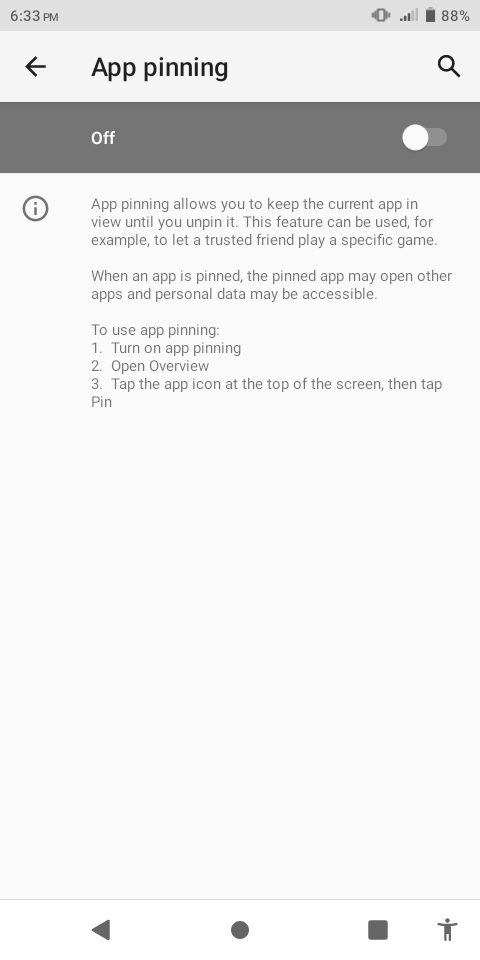 6:33 PM 88%
App pinning
Off
App pinning allows you to keep the current app in
view until you unpin it. This feature can be used, for
example, to let a trusted friend play a specific game.
When an app is pinned, the pinned app may open other
apps and personal data may be accessible.
To use app pinning:
1. Turn on app pinning
2. Open Overview
3. Tap the app icon at the top of the screen, then tap
Pin